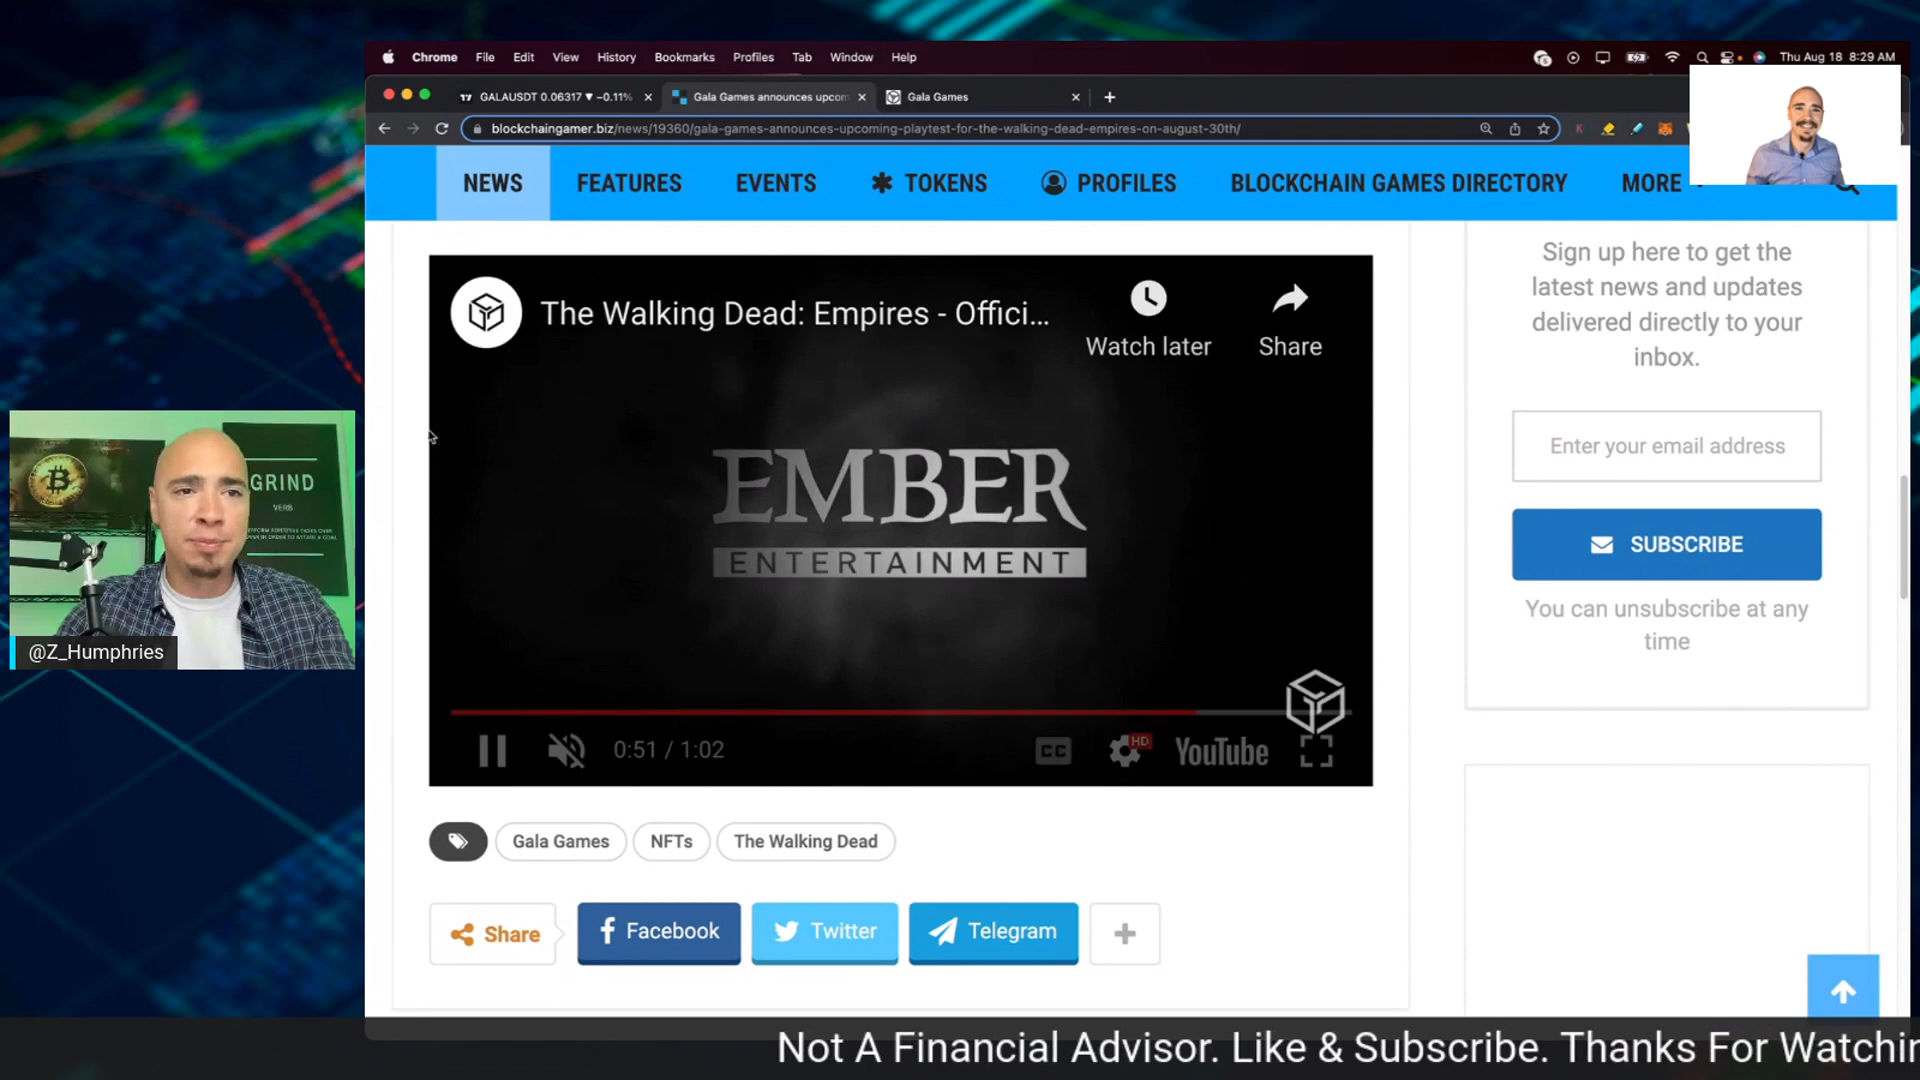 Chrome File Edit View History Bookmarks Profiles Tab Window Help
Thu Aug 18 8:29 AM
GALAUSDT 0.06317 ▼ −0.11%
Gala Games announces upcom
Gala Games
blockchaingamer.biz/news/19360/gala-games-announces-upcoming-playtest-for-the-walking-dead-empires-on-august-30th/
NEWS FEATURES EVENTS TOKENS PROFILES BLOCKCHAIN GAMES DIRECTORY MORE
The Walking Dead: Empires - Offici...
Watch later
Share
EMBER
ENTERTAINMENT
0:51 / 1:02
CC
HD
YouTube
Sign up here to get the
latest news and updates
delivered directly to your
inbox.
Enter your email address
SUBSCRIBE
You can unsubscribe at any
time
GRIND
VERB
@Z_Humphries
Gala Games
NFTs
The Walking Dead
Share
Facebook
Twitter
Telegram
Not A Financial Advisor. Like & Subscribe. Thanks For Watchin